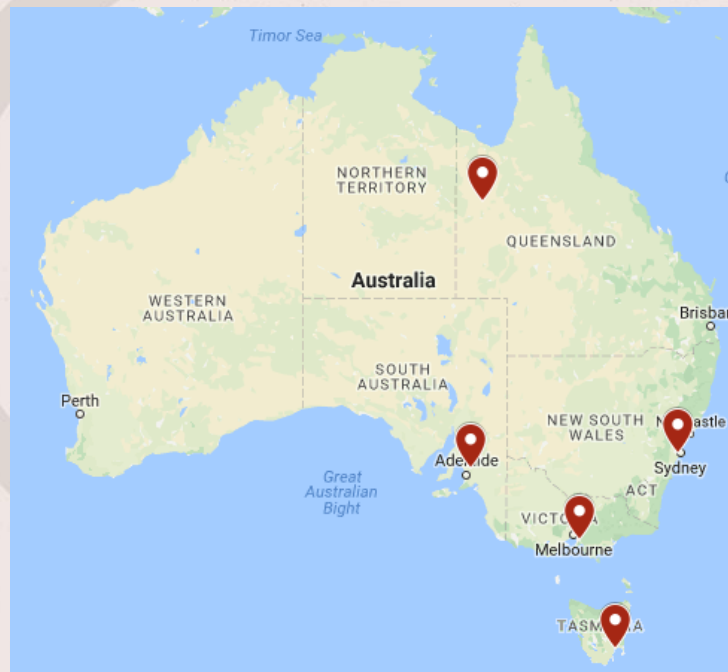 Timor Sea
NORTHERN
TERRITORY
QUEENSLAND
Australia
WESTERN
AUSTRALIA
Brisban
SOUTH
AUSTRALIA
Perth
NEW SOUTH
WALES
Adelaide
Sydney
Great
Australian
Bight
ACT
Melbourne